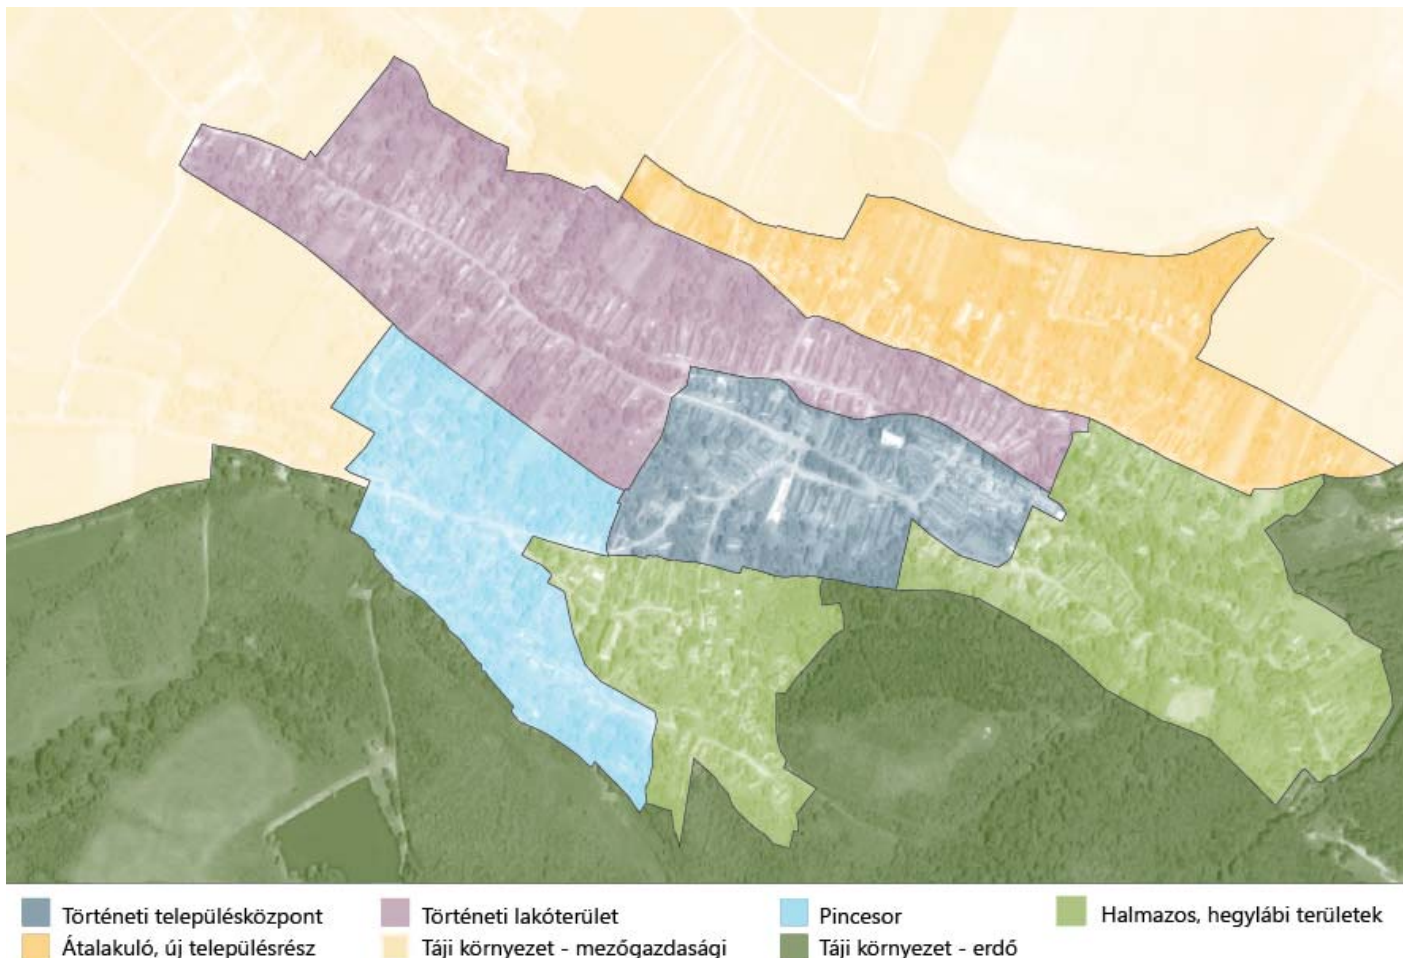 Történeti településközpont
Történeti lakóterület
Pincesor
Halmazos, hegylábi területek
Átalakuló, új településrész
Táji környezet - mezőgazdasági
Táji környezet - erdő